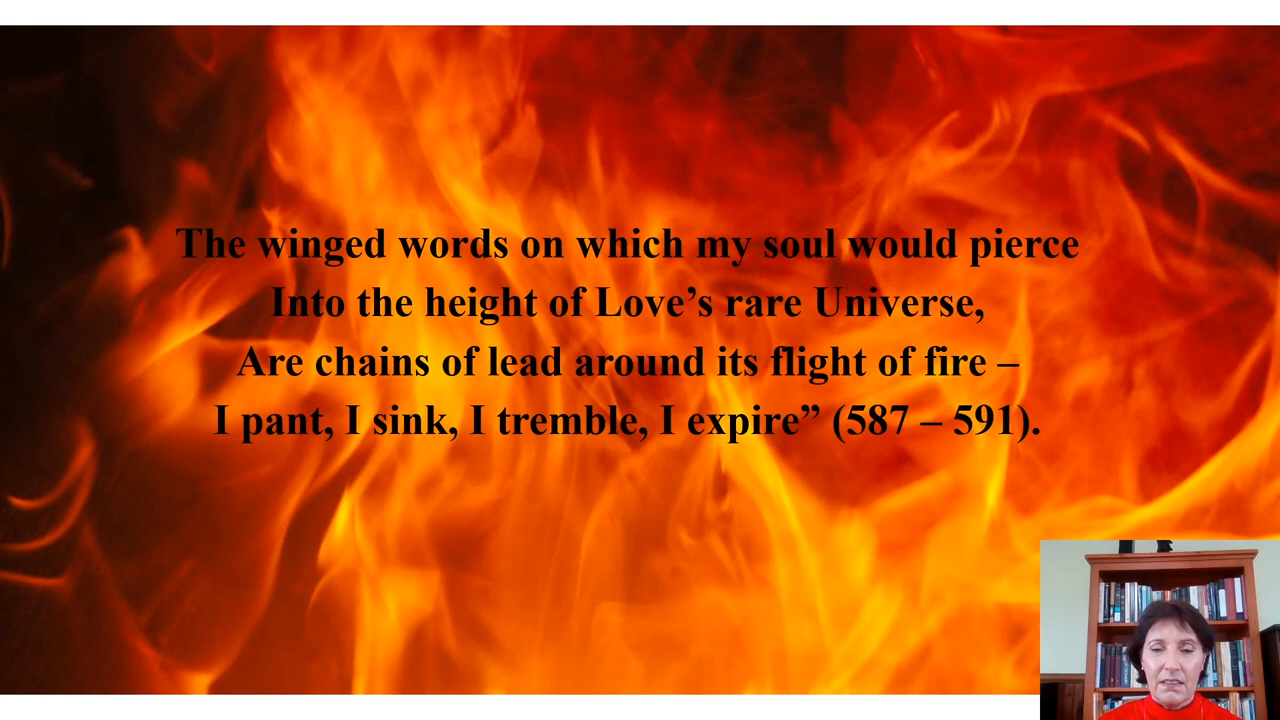 The winged words on which my soul would pierce
Into the height of Love’s rare Universe,
Are chains of lead around its flight of fire –
I pant, I sink, I tremble, I expire” (587 – 591).